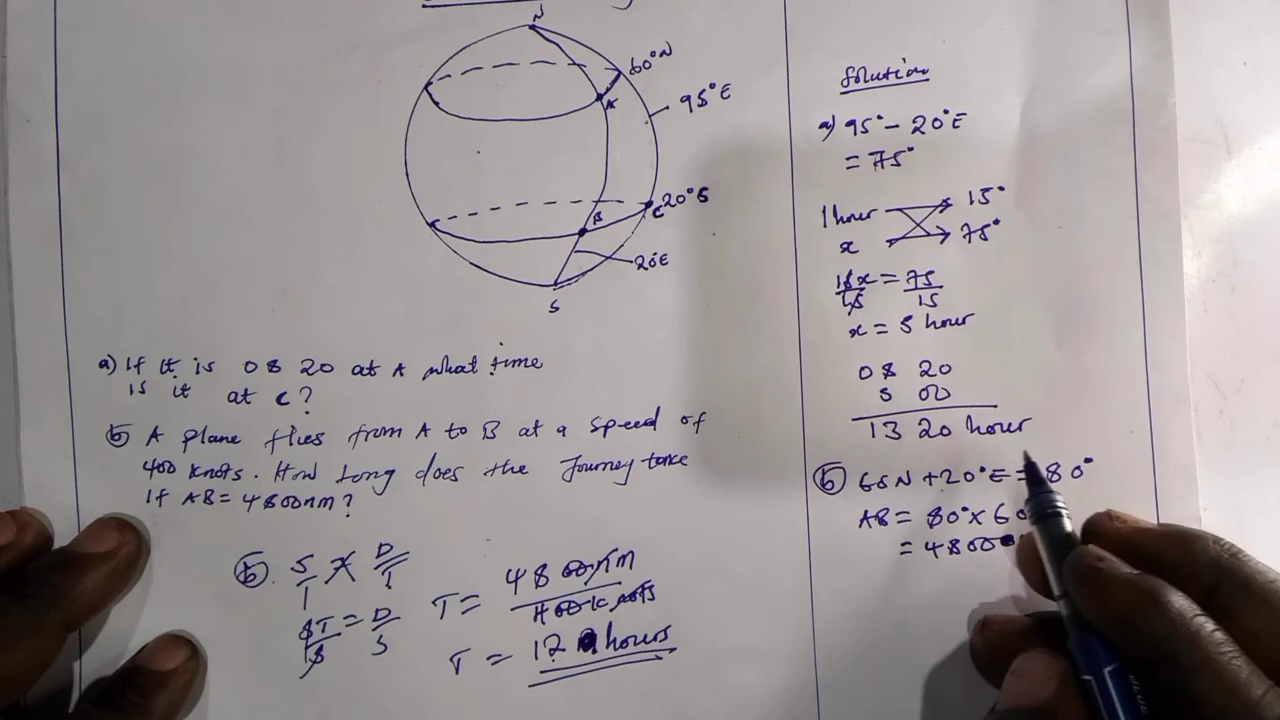 N
60°N
A
95°E
20°S
C
B
20E
S
a) If it is 08 20 at A what time
is it at C?
b A plane flies from A to B at a speed of
400 knots. How long does the Journey take
If AB = 4800nm?
b. S/1 D/T
ST/S = D/S
T = 4800nm/400knots
T = 12 hours
Solution
a) 95° - 20°E
= 75°
1 hour 15°
x 75°
15x/15 = 75/15
x = 5 hour
08 20
5 00
13 20 hour
b 60N + 20°E = 80°
AB = 80° x 60
= 4800